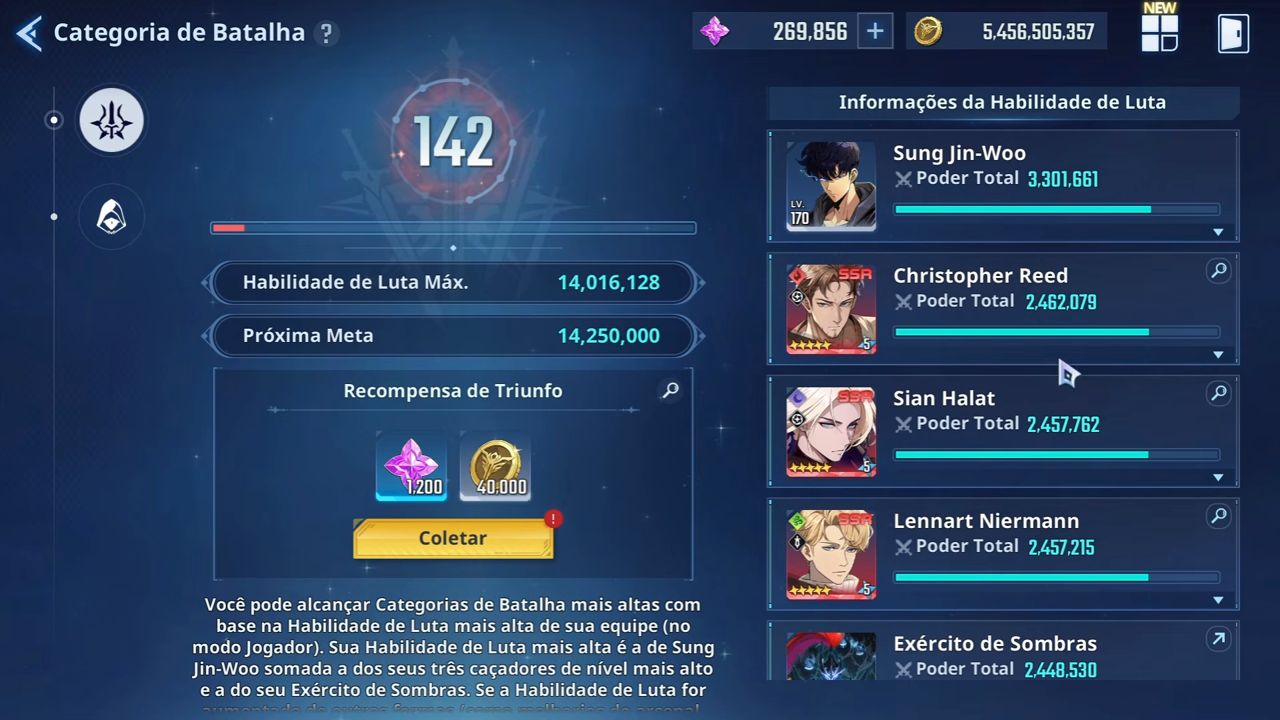 Categoria de Batalha ?
269,856 +
5,456,505,357
NEW
142
Habilidade de Luta Máx. 14,016,128
Próxima Meta 14,250,000
Recompensa de Triunfo
1,200
40,000
Coletar
!
Você pode alcançar Categorias de Batalha mais altas com
base na Habilidade de Luta mais alta de sua equipe (no
modo Jogador). Sua Habilidade de Luta mais alta é a de Sung
Jin-Woo somada a dos seus três caçadores de nível mais alto
e a do seu Exército de Sombras. Se a Habilidade de Luta for
Informações da Habilidade de Luta
Sung Jin-Woo
Poder Total 3,301,661
LV.
170
Christopher Reed
Poder Total 2,462,079
SSR
5
Sian Halat
Poder Total 2,457,762
SSR
5
Lennart Niermann
Poder Total 2,457,215
SSR
5
Exército de Sombras
Poder Total 2,448,530